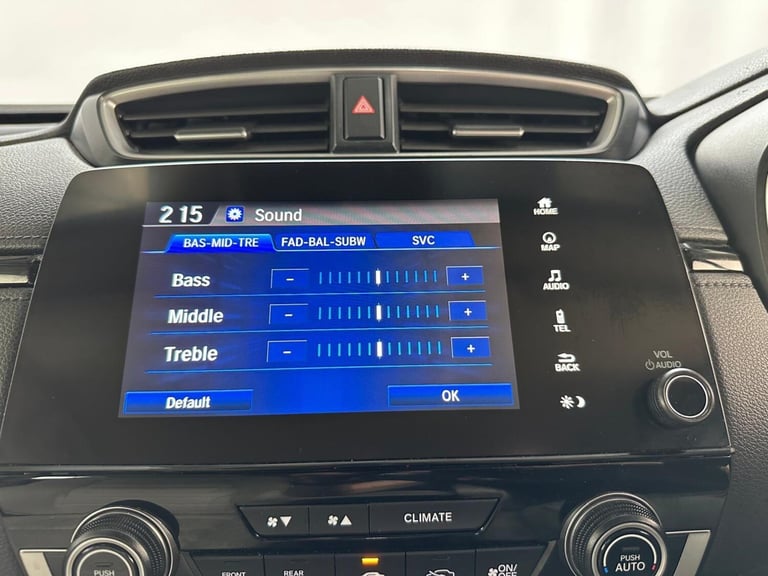 2 15 Sound
BAS-MID-TRE FAD-BAL-SUBW SVC
Bass - +
Middle - +
Treble - +
Default OK
HOME
MAP
AUDIO
TEL
BACK
VOL
AUDIO
CLIMATE
PUSH
FRONT
REAR
ON/
OFF
PUSH
AUTO